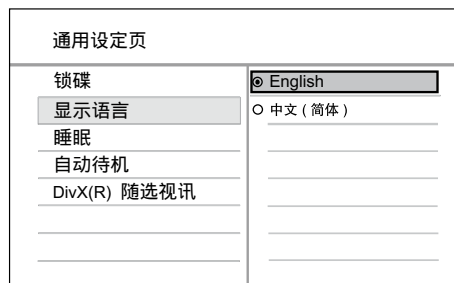 通用设定页
锁碟
显示语言
睡眠
自动待机
DivX(R) 随选视讯
English
中文 ( 简体 )